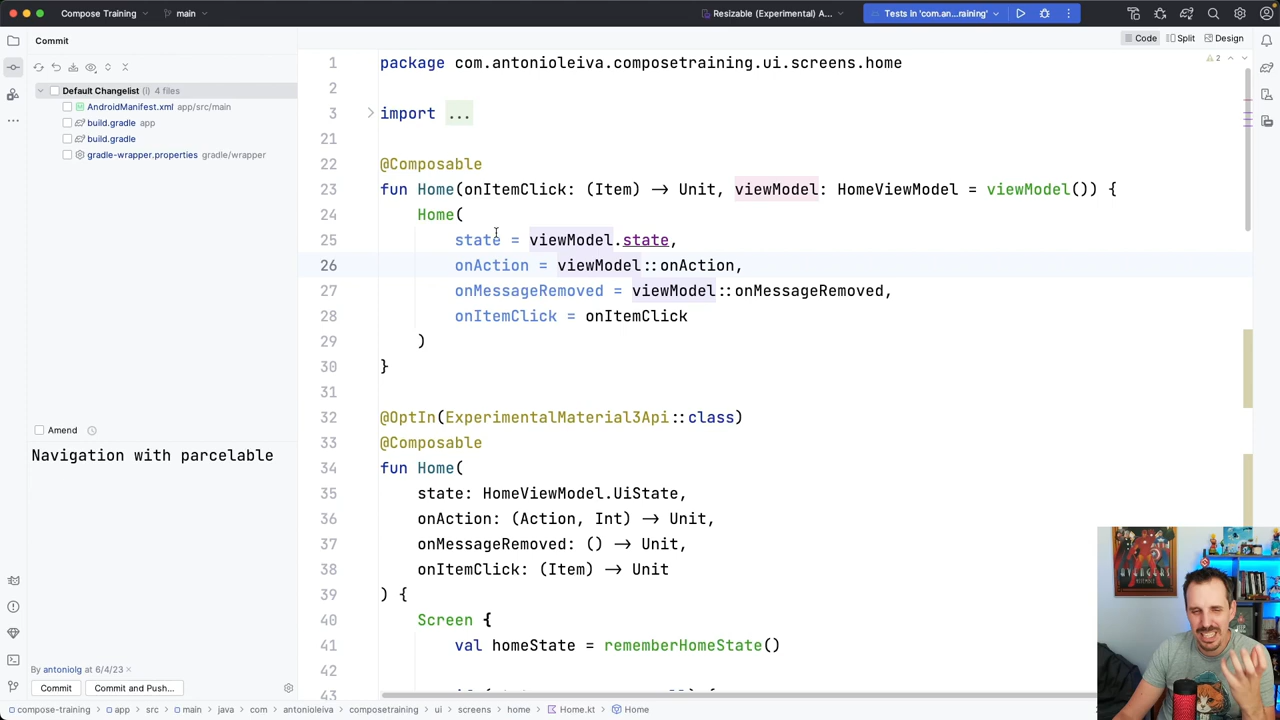 Compose Training
main
Resizable (Experimental) A...
Tests in 'com.an...raining'
Commit
Code
Split
Design
Default Changelist (i) 4 files
AndroidManifest.xml app/src/main
build.gradle app
build.gradle
gradle-wrapper.properties gradle/wrapper
Amend
Navigation with parcelable
By antoniolg at 6/4/23
Commit
Commit and Push...
2
1 package com.antonioleiva.composetraining.ui.screens.home
2
3 import ...
21
22 @Composable
23 fun Home(onItemClick: (Item) -> Unit, viewModel: HomeViewModel = viewModel()) {
24 Home(
25 state = viewModel.state,
26 onAction = viewModel::onAction,
27 onMessageRemoved = viewModel::onMessageRemoved,
28 onItemClick = onItemClick
29 )
30 }
31
32 @OptIn(ExperimentalMaterial3Api::class)
33 @Composable
34 fun Home(
35 state: HomeViewModel.UiState,
36 onAction: (Action, Int) -> Unit,
37 onMessageRemoved: () -> Unit,
38 onItemClick: (Item) -> Unit
39 ) {
40 Screen {
41 val homeState = rememberHomeState()
42
43
AVENGERS
compose-training > app > src > main > java > com > antonioleiva > composetraining > ui > screens > home > Home.kt > Home